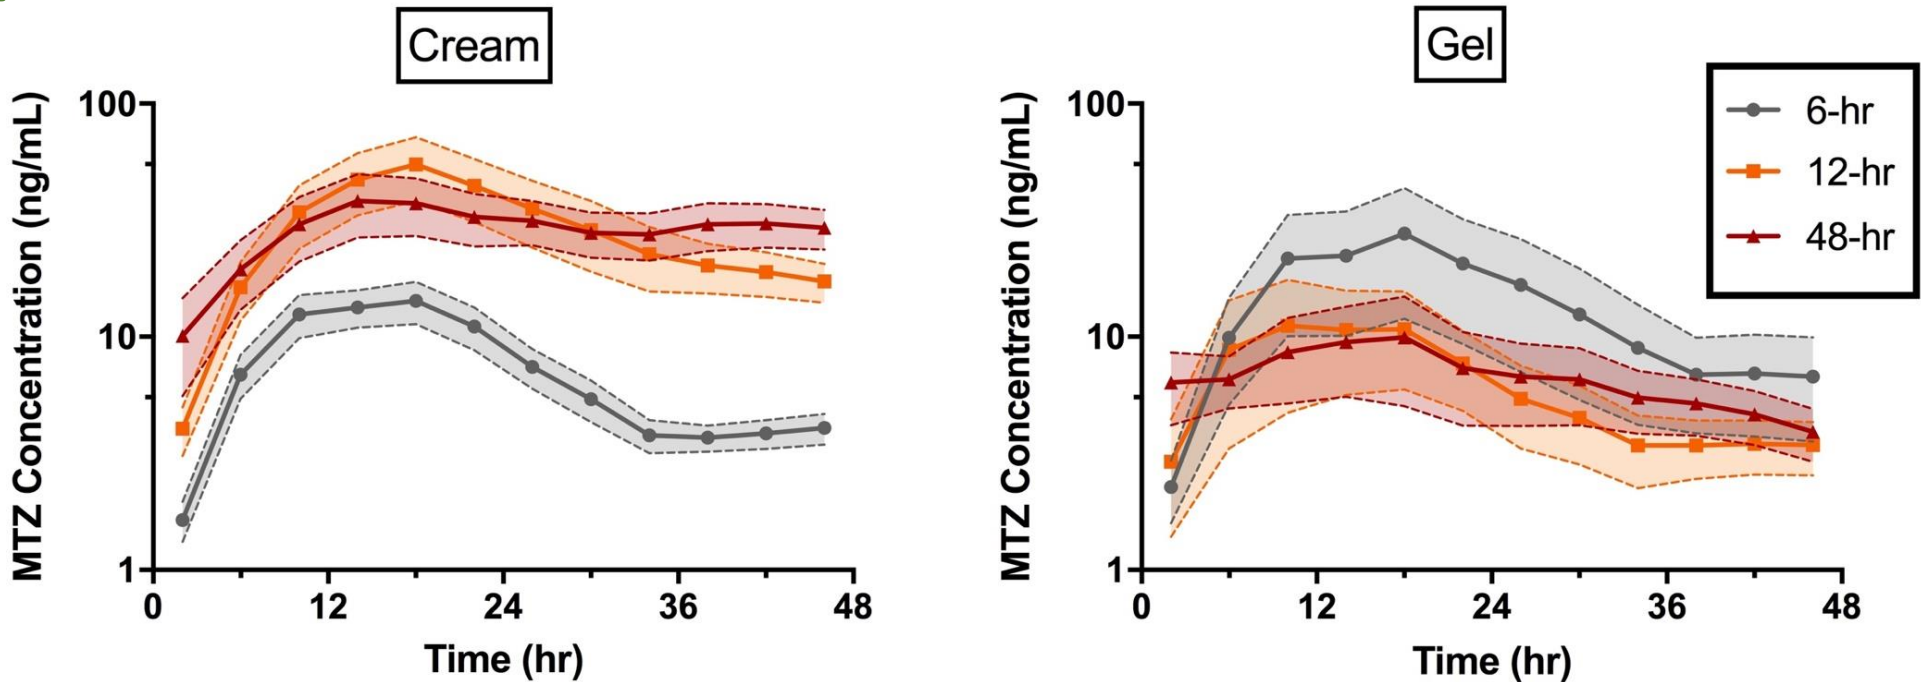 Cream
MTZ Concentration (ng/mL)
100
10
1
0 12 24 36 48
Time (hr)
Gel
MTZ Concentration (ng/mL)
100
10
1
0 12 24 36 48
Time (hr)
6-hr
12-hr
48-hr